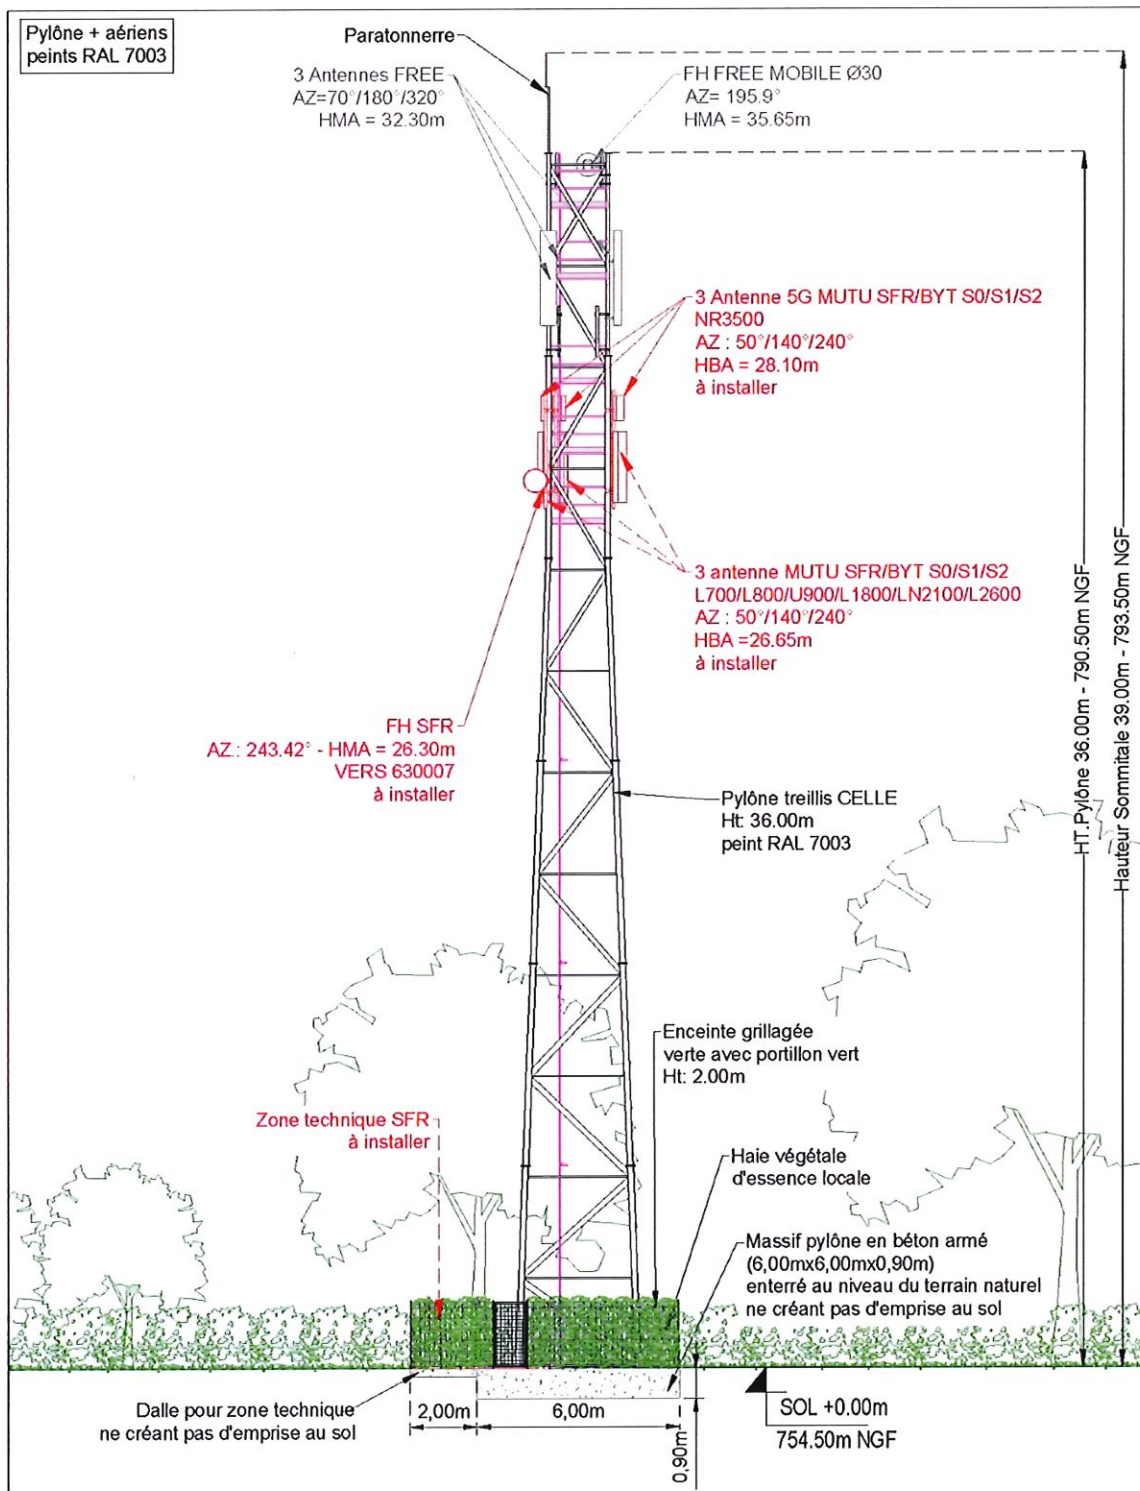 Pylône + aériens
peints RAL 7003
Paratonnerre
3 Antennes FREE
AZ=70°/180°/320°
HMA = 32.30m
FH FREE MOBILE Ø30
AZ= 195.9°
HMA = 35.65m
3 Antenne 5G MUTU SFR/BYT S0/S1/S2
NR3500
AZ : 50°/140°/240°
HBA = 28.10m
à installer
3 antenne MUTU SFR/BYT S0/S1/S2
L700/L800/U900/L1800/LN2100/L2600
AZ : 50°/140°/240°
HBA =26.65m
à installer
FH SFR
AZ.: 243.42° - HMA = 26.30m
VERS 630007
à installer
Pylône treillis CELLE
Ht: 36.00m
peint RAL 7003
HT.Pylône 36.00m - 790.50m NGF
Hauteur Sommitale 39.00m - 793.50m NGF
Enceinte grillagée
verte avec portillon vert
Ht: 2.00m
Zone technique SFR
à installer
Haie végétale
d'essence locale
Massif pylône en béton armé
(6,00mx6,00mx0,90m)
enterré au niveau du terrain naturel
ne créant pas d'emprise au sol
Dalle pour zone technique
ne créant pas d'emprise au sol
2,00m
6,00m
0,90m
SOL +0.00m
754.50m NGF